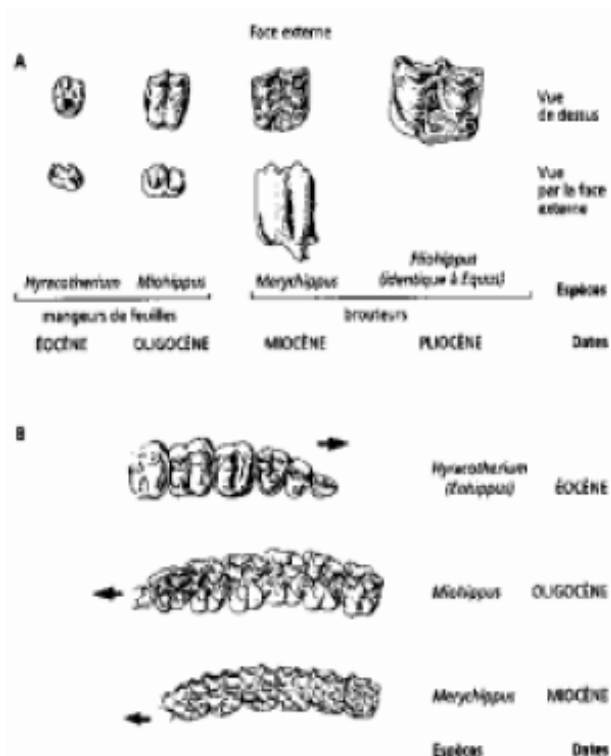 Face externe
A
Vue
de dessus
Vue
par la face
externe
Hyracotherium Miohippus Merychippus Pliohippus
(identique à Equus)
Espèces
mangeurs de feuilles brouteurs
ÉOCÈNE OLIGOCÈNE MIOCÈNE PLIOCÈNE Dates
B
Hyracotherium
(Eohippus) ÉOCÈNE
Miohippus OLIGOCÈNE
Merychippus MIOCÈNE
Espèces Dates